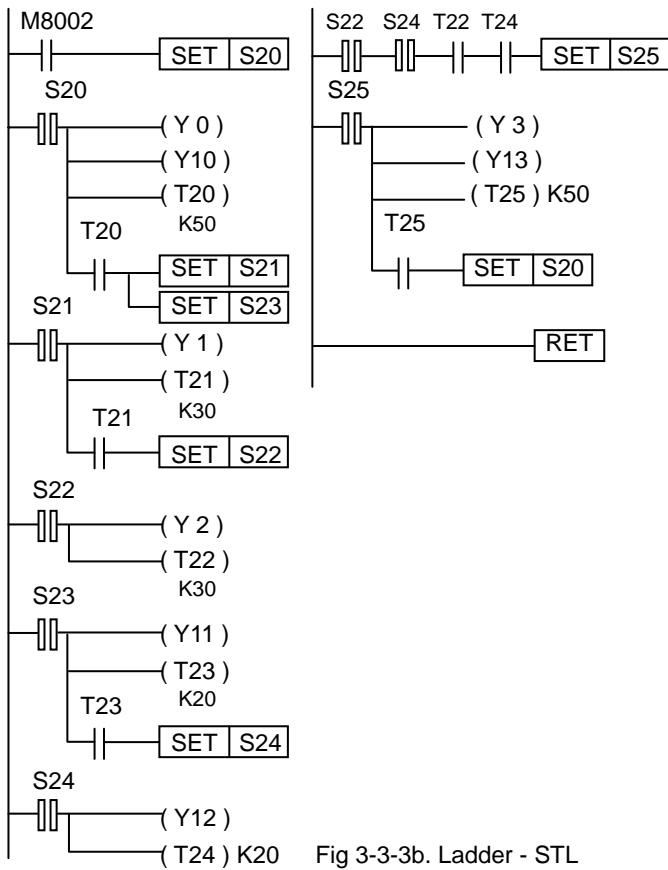 M8002
SET S20
S20
( Y 0 )
( Y10 )
( T20 )
K50
T20
SET S21
SET S23
S21
( Y 1 )
( T21 )
K30
T21
SET S22
S22
( Y 2 )
( T22 )
K30
S23
( Y11 )
( T23 )
K20
T23
SET S24
S24
( Y12 )
( T24 ) K20
S22 S24 T22 T24
SET S25
S25
( Y 3 )
( Y13 )
( T25 ) K50
T25
SET S20
RET
Fig 3-3-3b. Ladder - STL